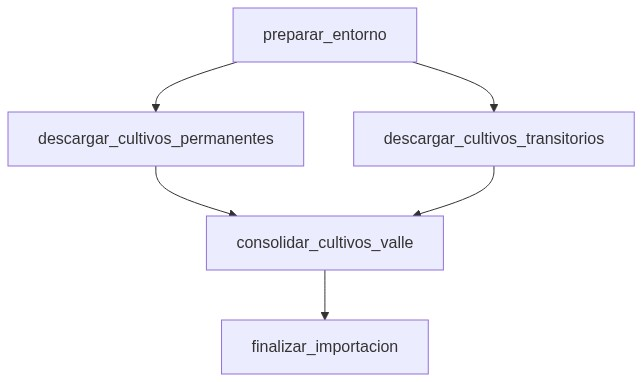 preparar_entorno
descargar_cultivos_permanentes
descargar_cultivos_transitorios
consolidar_cultivos_valle
finalizar_importacion